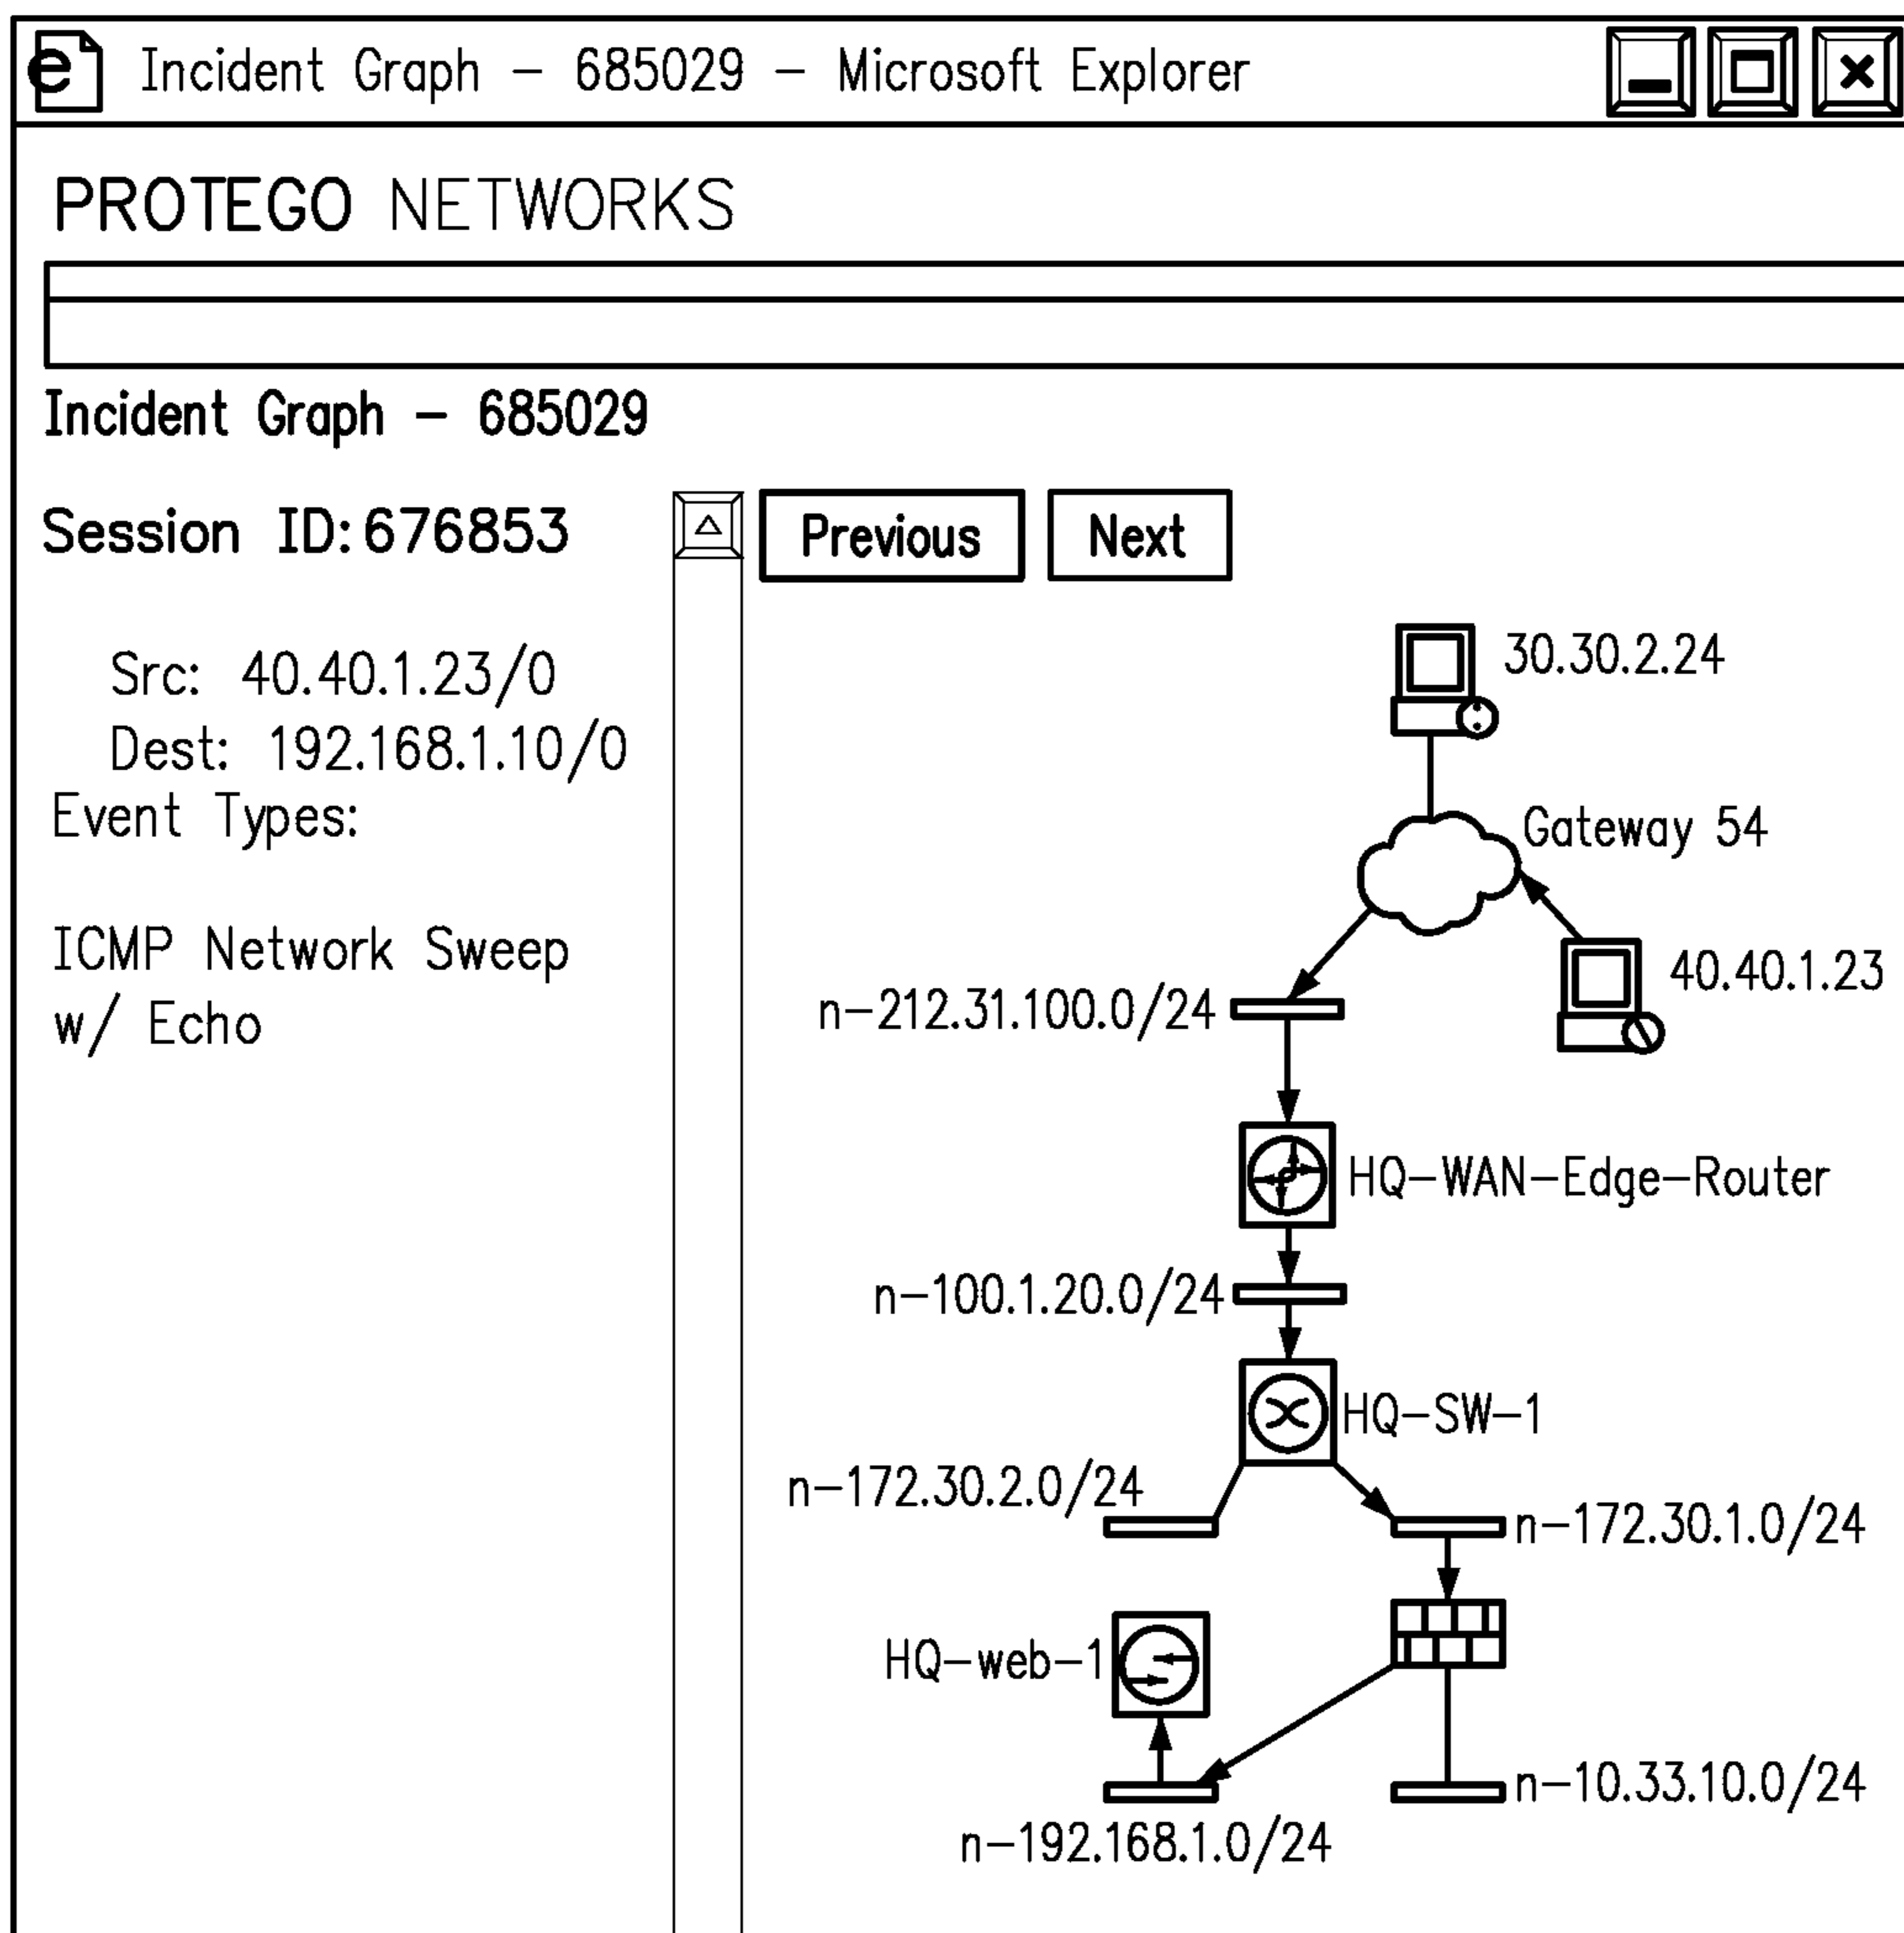 Incident Graph – 685029 – Microsoft Explorer
PROTEGO NETWORKS
Incident Graph – 685029
Session ID: 676853
Src: 40.40.1.23/0
Dest: 192.168.1.10/0
Event Types:
ICMP Network Sweep
w/ Echo
Previous
Next
30.30.2.24
Gateway 54
40.40.1.23
n–212.31.100.0/24
HQ–WAN–Edge–Router
n–100.1.20.0/24
HQ–SW–1
n–172.30.2.0/24
n–172.30.1.0/24
HQ–web–1
n–10.33.10.0/24
n–192.168.1.0/24